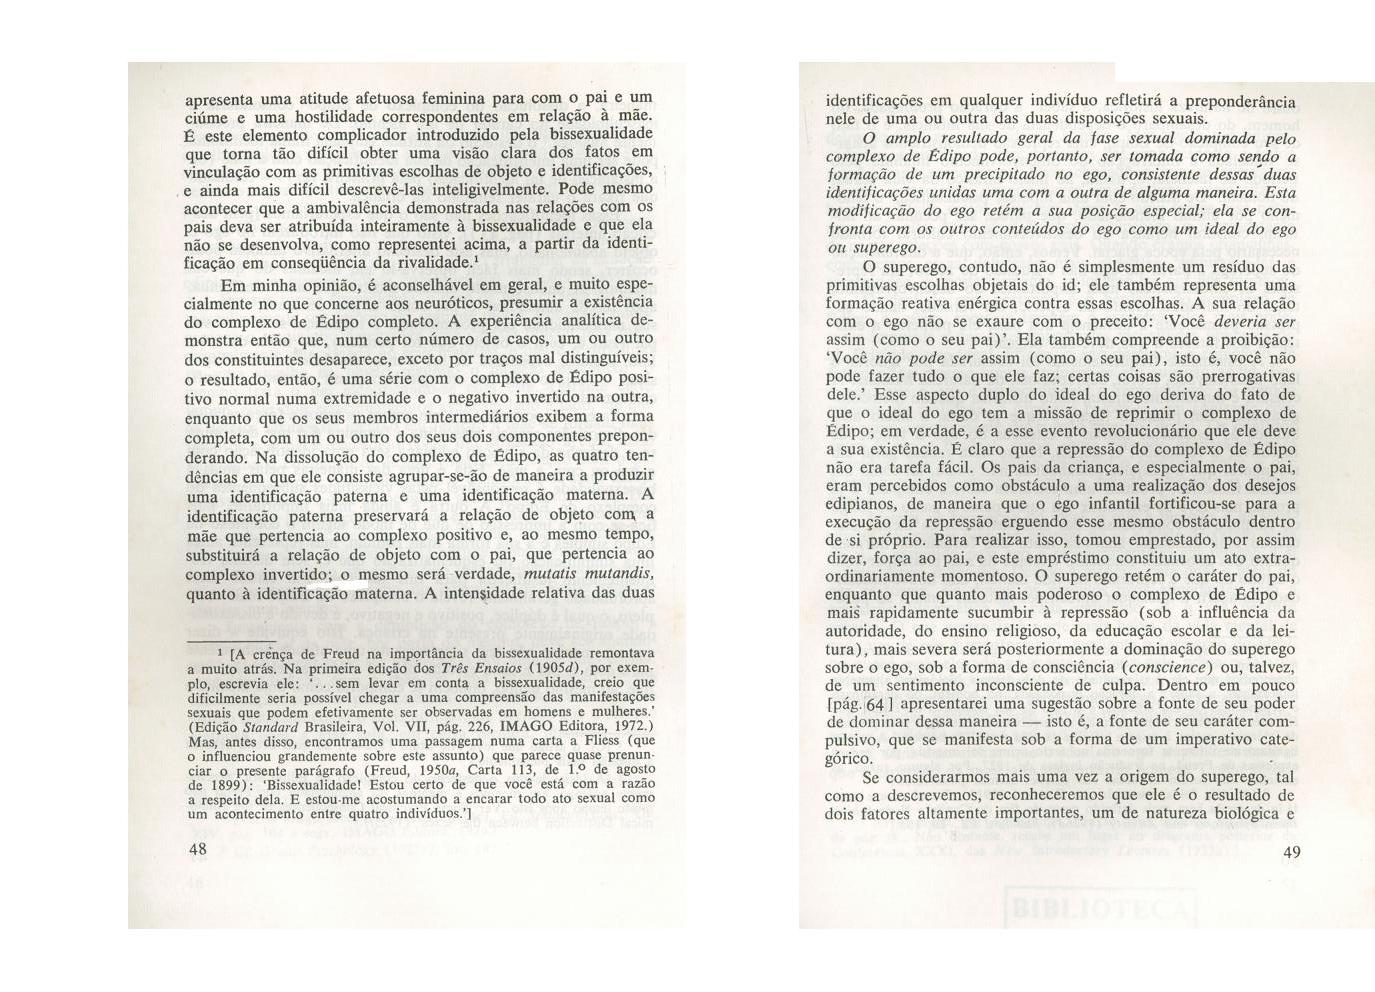 apresenta uma atitude afetuosa feminina para com o pai e um
ciúme e uma hostilidade correspondentes em relação à mãe.
É este elemento complicador introduzido pela bissexualidade
que torna tão difícil obter uma visão clara dos fatos em
vinculação com as primitivas escolhas de objeto e identificações,
e ainda mais difícil descrevê-las inteligivelmente. Pode mesmo
acontecer que a ambivalência demonstrada nas relações com os
pais deva ser atribuída inteiramente à bissexualidade e que ela
não se desenvolva, como representei acima, a partir da identi-
ficação em conseqüência da rivalidade.¹
Em minha opinião, é aconselhável em geral, e muito espe-
cialmente no que concerne aos neuróticos, presumir a existência
do complexo de Édipo completo. A experiência analítica de-
monstra então que, num certo número de casos, um ou outro
dos constituintes desaparece, exceto por traços mal distinguíveis;
o resultado, então, é uma série com o complexo de Édipo posi-
tivo normal numa extremidade e o negativo invertido na outra,
enquanto que os seus membros intermediários exibem a forma
completa, com um ou outro dos seus dois componentes prepon-
derando. Na dissolução do complexo de Édipo, as quatro ten-
dências em que ele consiste agrupar-se-ão de maneira a produzir
uma identificação paterna e uma identificação materna. A
identificação paterna preservará a relação de objeto com a
mãe que pertencia ao complexo positivo e, ao mesmo tempo,
substituirá a relação de objeto com o pai, que pertencia ao
complexo invertido; o mesmo será verdade, mutatis mutandis,
quanto à identificação materna. A intensidade relativa das duas
¹ [A crença de Freud na importância da bissexualidade remontava
a muito atrás. Na primeira edição dos Três Ensaios (1905d), por exem-
plo, escrevia ele: '...sem levar em conta a bissexualidade, creio que
dificilmente seria possível chegar a uma compreensão das manifestações
sexuais que podem efetivamente ser observadas em homens e mulheres.'
(Edição Standard Brasileira, Vol. VII, pág. 226, IMAGO Editora, 1972.)
Mas, antes disso, encontramos uma passagem numa carta a Fliess (que
o influenciou grandemente sobre este assunto) que parece quase prenun-
ciar o presente parágrafo (Freud, 1950a, Carta 113, de 1.º de agosto
de 1899): 'Bissexualidade! Estou certo de que você está com a razão
a respeito dela. E estou-me acostumando a encarar todo ato sexual como
um acontecimento entre quatro indivíduos.']
48
identificações em qualquer indivíduo refletirá a preponderância
nele de uma ou outra das duas disposições sexuais.
O amplo resultado geral da fase sexual dominada pelo
complexo de Édipo pode, portanto, ser tomada como sendo a
formação de um precipitado no ego, consistente dessas duas
identificações unidas uma com a outra de alguma maneira. Esta
modificação do ego retém a sua posição especial; ela se con-
fronta com os outros conteúdos do ego como um ideal do ego
ou superego.
O superego, contudo, não é simplesmente um resíduo das
primitivas escolhas objetais do id; ele também representa uma
formação reativa enérgica contra essas escolhas. A sua relação
com o ego não se exaure com o preceito: 'Você deveria ser
assim (como o seu pai)'. Ela também compreende a proibição:
'Você não pode ser assim (como o seu pai), isto é, você não
pode fazer tudo o que ele faz; certas coisas são prerrogativas
dele.' Esse aspecto duplo do ideal do ego deriva do fato de
que o ideal do ego tem a missão de reprimir o complexo de
Édipo; em verdade, é a esse evento revolucionário que ele deve
a sua existência. É claro que a repressão do complexo de Édipo
não era tarefa fácil. Os pais da criança, e especialmente o pai,
eram percebidos como obstáculo a uma realização dos desejos
edipianos, de maneira que o ego infantil fortificou-se para a
execução da repressão erguendo esse mesmo obstáculo dentro
de si próprio. Para realizar isso, tomou emprestado, por assim
dizer, força ao pai, e este empréstimo constituiu um ato extra-
ordinariamente momentoso. O superego retém o caráter do pai,
enquanto que quanto mais poderoso o complexo de Édipo e
mais rapidamente sucumbir à repressão (sob a influência da
autoridade, do ensino religioso, da educação escolar e da lei-
tura), mais severa será posteriormente a dominação do superego
sobre o ego, sob a forma de consciência (conscience) ou, talvez,
de um sentimento inconsciente de culpa. Dentro em pouco
[pág. 64] apresentarei uma sugestão sobre a fonte de seu poder
de dominar dessa maneira — isto é, a fonte de seu caráter com-
pulsivo, que se manifesta sob a forma de um imperativo cate-
górico.
Se considerarmos mais uma vez a origem do superego, tal
como a descrevemos, reconheceremos que ele é o resultado de
dois fatores altamente importantes, um de natureza biológica e
49
BIBLIOTECA